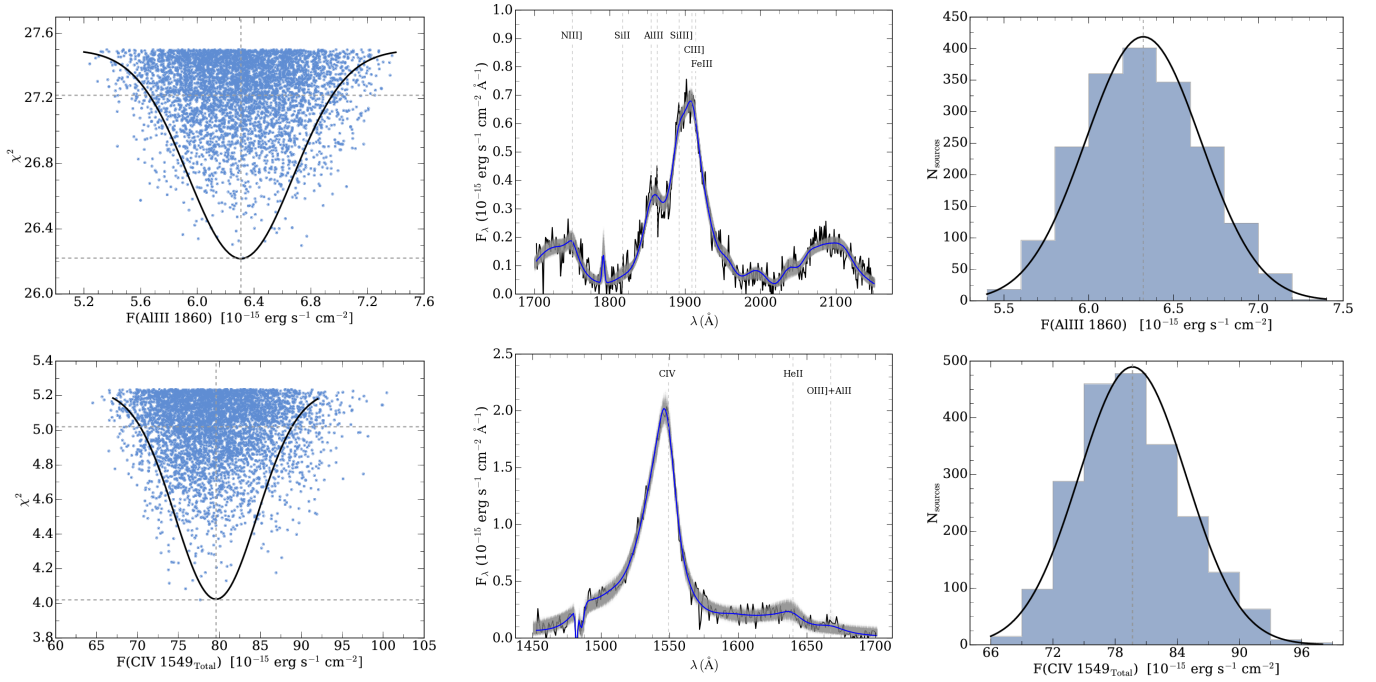 27.6
27.2
26.8
26.4
26.0
χ²
5.2 5.6 6.0 6.4 6.8 7.2 7.6
F(AlIII 1860) [10⁻¹⁵ erg s⁻¹ cm⁻²]
1.0
0.9
0.8
0.7
0.6
0.5
0.4
0.3
0.2
0.1
0.0
F_λ (10⁻¹⁵ erg s⁻¹ cm⁻² Å⁻¹)
NIII] SiII AlIII SiIII]
CIII]
FeIII
1700 1800 1900 2000 2100
λ(Å)
450
400
350
300
250
200
150
100
50
0
N_sources
5.5 6.0 6.5 7.0 7.5
F(AlIII 1860) [10⁻¹⁵ erg s⁻¹ cm⁻²]
5.4
5.2
5.0
4.8
4.6
4.4
4.2
4.0
3.8
χ²
60 65 70 75 80 85 90 95 100 105
F(CIV 1549_Total) [10⁻¹⁵ erg s⁻¹ cm⁻²]
2.5
2.0
1.5
1.0
0.5
0.0
F_λ (10⁻¹⁵ erg s⁻¹ cm⁻² Å⁻¹)
CIV HeII
OIII]+AlII
1450 1500 1550 1600 1650 1700
λ(Å)
500
400
300
200
100
0
N_sources
66 72 78 84 90 96
F(CIV 1549_Total) [10⁻¹⁵ erg s⁻¹ cm⁻²]